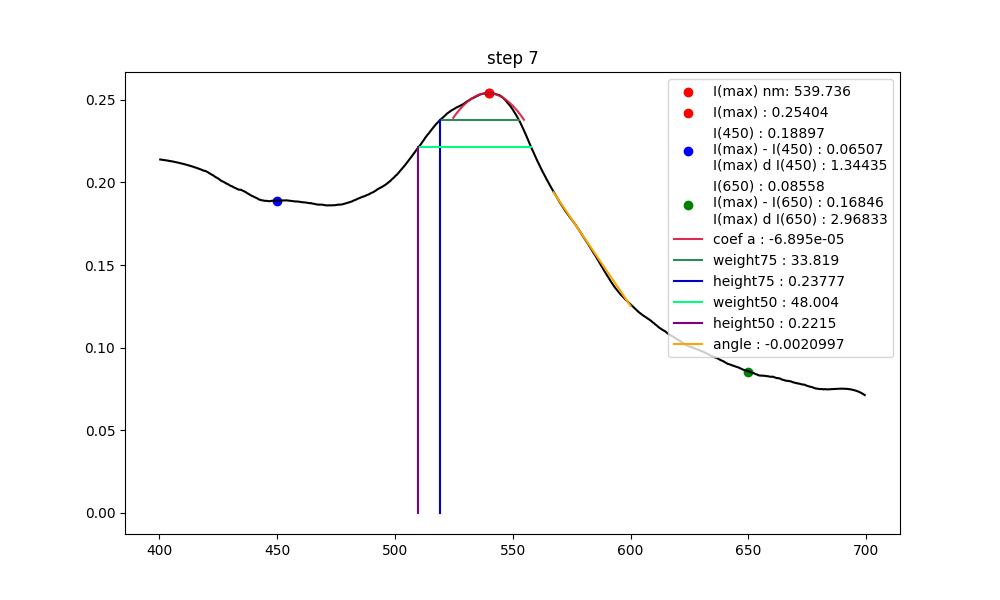 step 7
I(max) nm: 539.736
I(max) : 0.25404
I(450) : 0.18897
I(max) - I(450) : 0.06507
I(max) d I(450) : 1.34435
I(650) : 0.08558
I(max) - I(650) : 0.16846
I(max) d I(650) : 2.96833
coef a : -6.895e-05
weight75 : 33.819
height75 : 0.23777
weight50 : 48.004
height50 : 0.2215
angle : -0.0020997
0.25
0.20
0.15
0.10
0.05
0.00
400 450 500 550 600 650 700